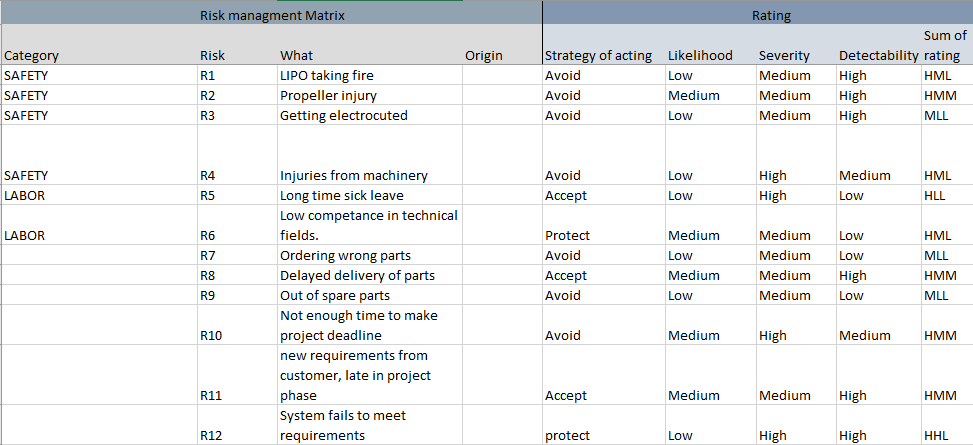 Risk managment Matrix Rating
Sum of
Category Risk What Origin Strategy of acting Likelihood Severity Detectability rating
SAFETY R1 LIPO taking fire Avoid Low Medium High HML
SAFETY R2 Propeller injury Avoid Medium Medium High HMM
SAFETY R3 Getting electrocuted Avoid Low Medium High MLL
SAFETY R4 Injuries from machinery Avoid Low High Medium HML
LABOR R5 Long time sick leave Accept Low High Low HLL
Low competance in technical
LABOR R6 fields. Protect Medium Medium Low HML
R7 Ordering wrong parts Avoid Low Medium Low MLL
R8 Delayed delivery of parts Accept Medium Medium High HMM
R9 Out of spare parts Avoid Low Medium Low MLL
Not enough time to make
R10 project deadline Avoid Medium High Medium HMM
new requirements from
customer, late in project
R11 phase Accept Medium Medium High HMM
System fails to meet
R12 requirements protect Low High High HHL